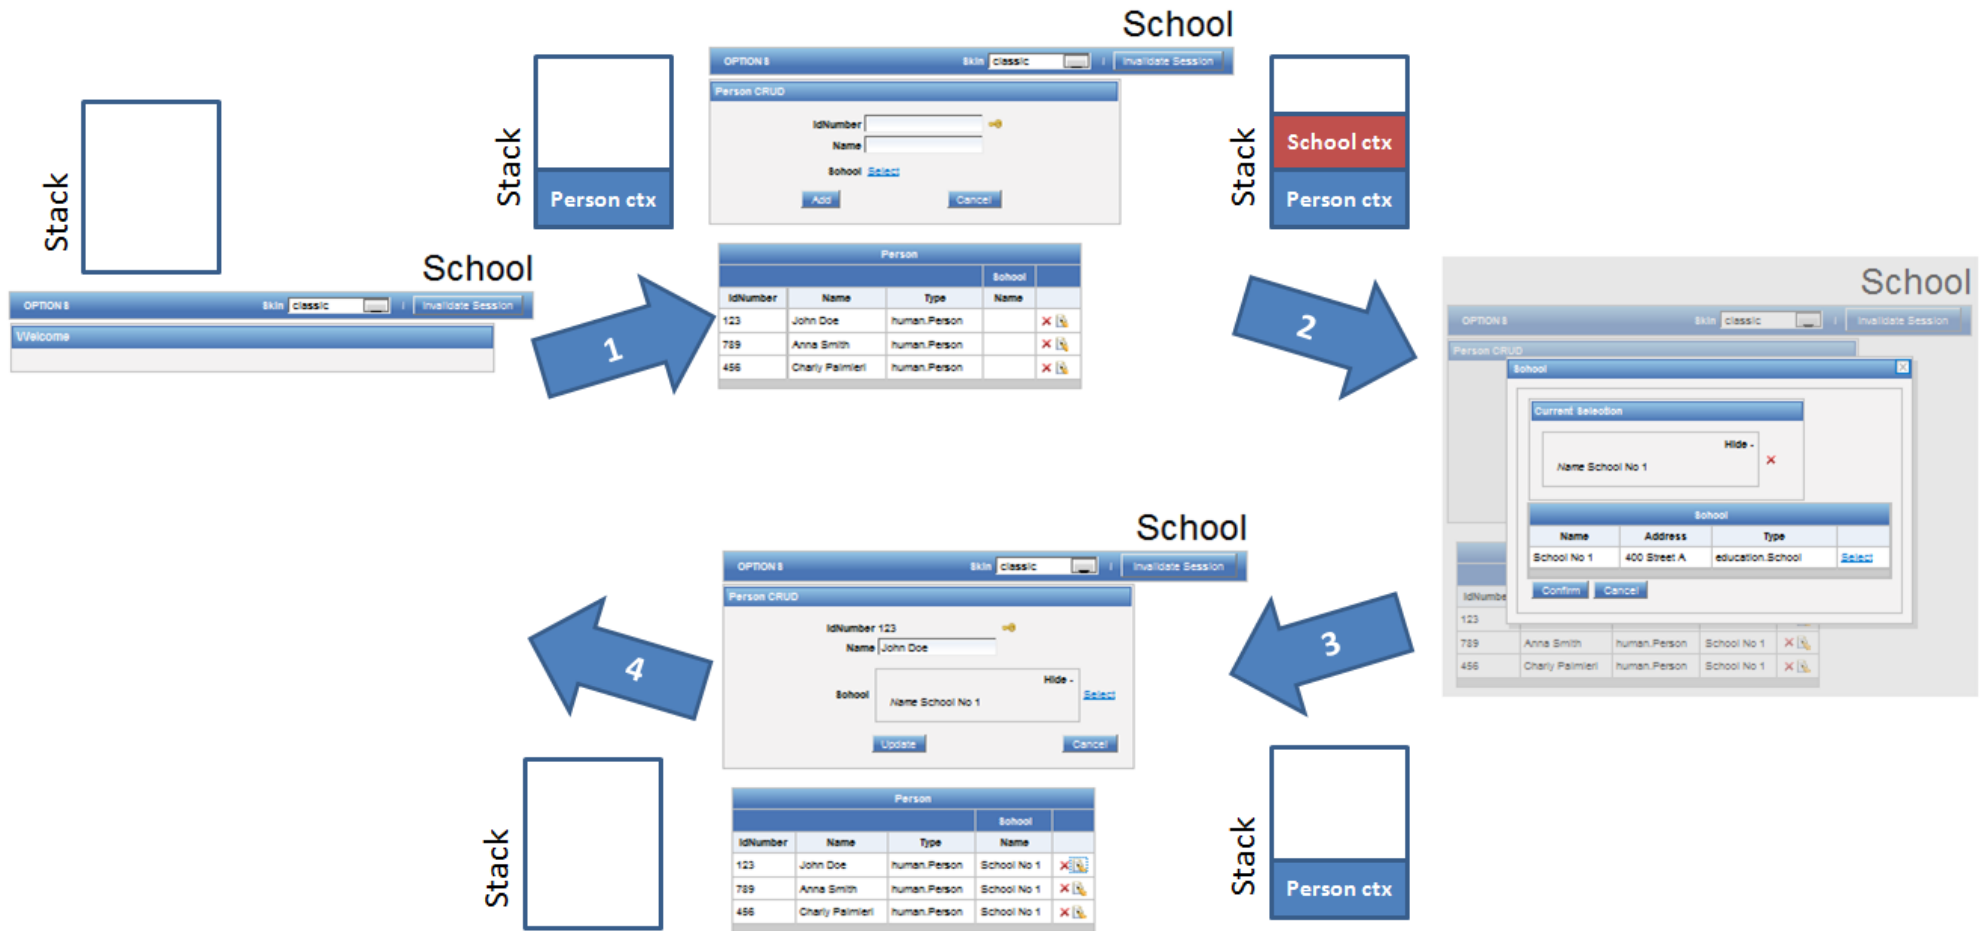 Stack
School
OPTIONS Skin classic | Invalidate Session
Welcome
1
Stack
Person ctx
School
OPTIONS Skin classic | Invalidate Session
Person CRUD
IdNumber
Name
School Select
Add Cancel
Person
School
IdNumber Name Type Name
123 John Doe human.Person
789 Anna Smith human.Person
456 Charly Palmieri human.Person
Stack
School ctx
Person ctx
2
School
OPTIONS Skin classic | Invalidate Session
Person CRUD
School X
Current Selection
Hide -
Name School No 1
School
Name Address Type
School No 1 400 Street A education.School Select
Confirm Cancel
IdNumbe
123
789 Anna Smith human.Person School No 1
456 Charly Palmieri human.Person School No 1
3
Stack
Person ctx
School
OPTIONS Skin classic | Invalidate Session
Person CRUD
IdNumber 123
Name John Doe
Hide -
School Select
Name School No 1
Update Cancel
Person
School
IdNumber Name Type Name
123 John Doe human.Person School No 1
789 Anna Smith human.Person School No 1
456 Charly Palmieri human.Person School No 1
4
Stack